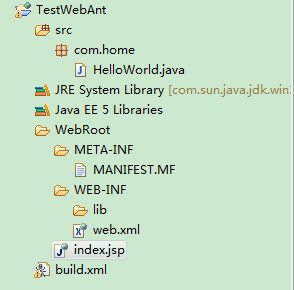 TestWebAnt
src
com.home
HelloWorld.java
JRE System Library [com.sun.java.jdk.win
Java EE 5 Libraries
WebRoot
META-INF
MANIFEST.MF
WEB-INF
lib
web.xml
index.jsp
build.xml